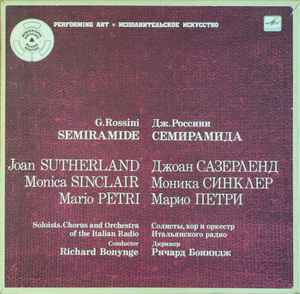 PERFORMING ART • ИСПОЛНИТЕЛЬСКОЕ ИСКУССТВО
G. Rossini
SEMIRAMIDE
Дж. Россини
СЕМИРАМИДА
Joan SUTHERLAND
Monica SINCLAIR
Mario PETRI
Джоан САЗЕРЛЕНД
Моника СИНКЛЕР
Марио ПЕТРИ
Soloists, Chorus and Orchestra
of the Italian Radio
Conductor
Richard Bonynge
Солисты, хор и оркестр
Итальянского радио
Дирижер
Ричард Бониндж